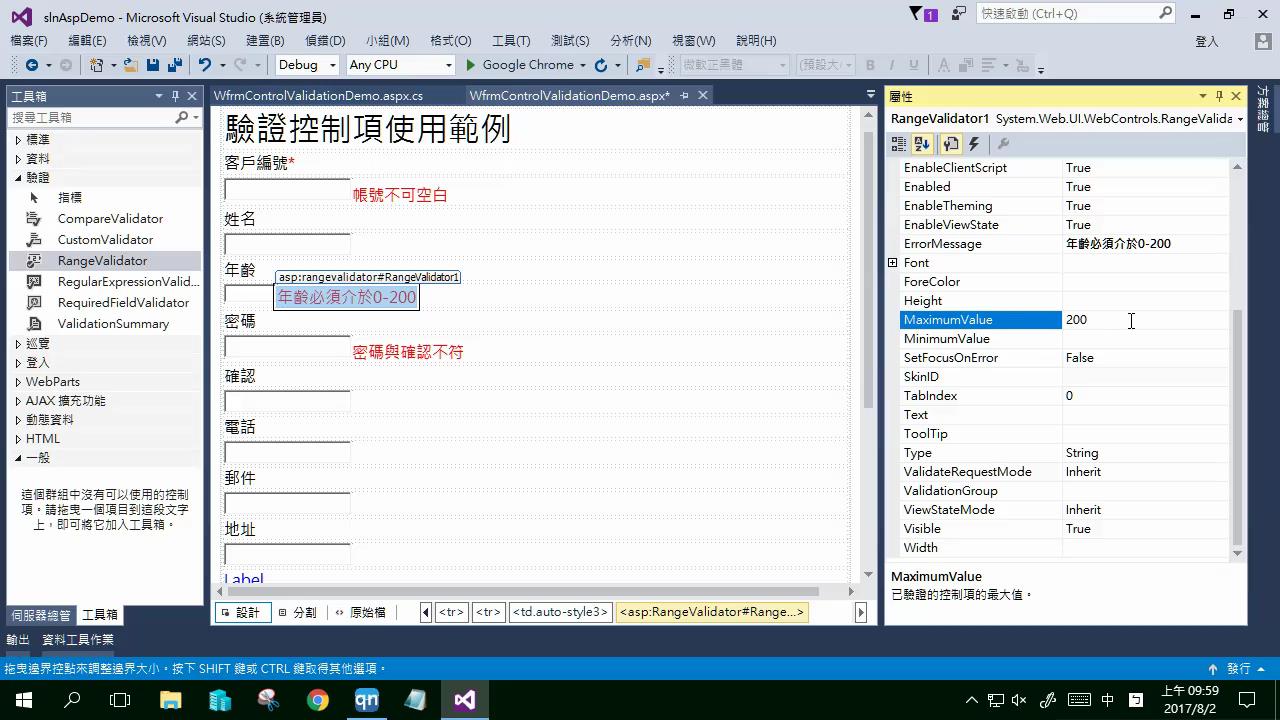 slnAspDemo - Microsoft Visual Studio (系統管理員)
1
快速啟動 (Ctrl+Q)
檔案(F) 編輯(E) 檢視(V) 網站(S) 建置(B) 偵錯(D) 小組(M) 格式(O) 工具(T) 測試(S) 分析(N) 視窗(W) 說明(H)
登入
Debug Any CPU Google Chrome 微軟正黑體 (預設大
工具箱
搜尋工具箱
標準
資料
驗證
指標
CompareValidator
CustomValidator
RangeValidator
RegularExpressionValid...
RequiredFieldValidator
ValidationSummary
巡覽
登入
WebParts
AJAX 擴充功能
動態資料
HTML
一般
這個群組中沒有可以使用的控制
項。請拖曳一個項目到這段文字
上，即可將它加入工具箱。
伺服器總管 工具箱
WfrmControlValidationDemo.aspx.cs WfrmControlValidationDemo.aspx*
驗證控制項使用範例
客戶編號*
帳號不可空白
姓名
年齡
asp:rangevalidator#RangeValidator1
年齡必須介於0-200
密碼
密碼與確認不符
確認
電話
郵件
地址
Label
設計 分割 原始檔 <tr> <tr> <td.auto-style3> <asp:RangeValidator#Range...>
屬性
RangeValidator1 System.Web.UI.WebControls.RangeValida
EnableClientScript True
Enabled True
EnableTheming True
EnableViewState True
ErrorMessage 年齡必須介於0-200
Font
ForeColor
Height
MaximumValue 200
MinimumValue
SetFocusOnError False
SkinID
TabIndex 0
Text
ToolTip
Type String
ValidateRequestMode Inherit
ValidationGroup
ViewStateMode Inherit
Visible True
Width
MaximumValue
已驗證的控制項的最大值。
方案總管
輸出 資料工具作業
拖曳邊界控點來調整邊界大小。按下 SHIFT 鍵或 CTRL 鍵取得其他選項。
發行
qn
中
上午 09:59
2017/8/2